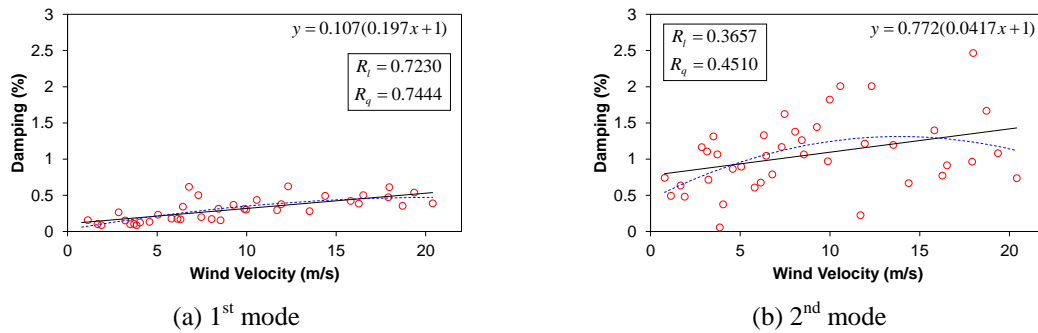 y = 0.107(0.197x+1)
R_l = 0.7230
R_q = 0.7444
Damping (%)
3
2.5
2
1.5
1
0.5
0
0 5 10 15 20
Wind Velocity (m/s)
(a) 1st mode
y = 0.772(0.0417x+1)
R_l = 0.3657
R_q = 0.4510
Damping (%)
3
2.5
2
1.5
1
0.5
0
0 5 10 15 20
Wind Velocity (m/s)
(b) 2nd mode